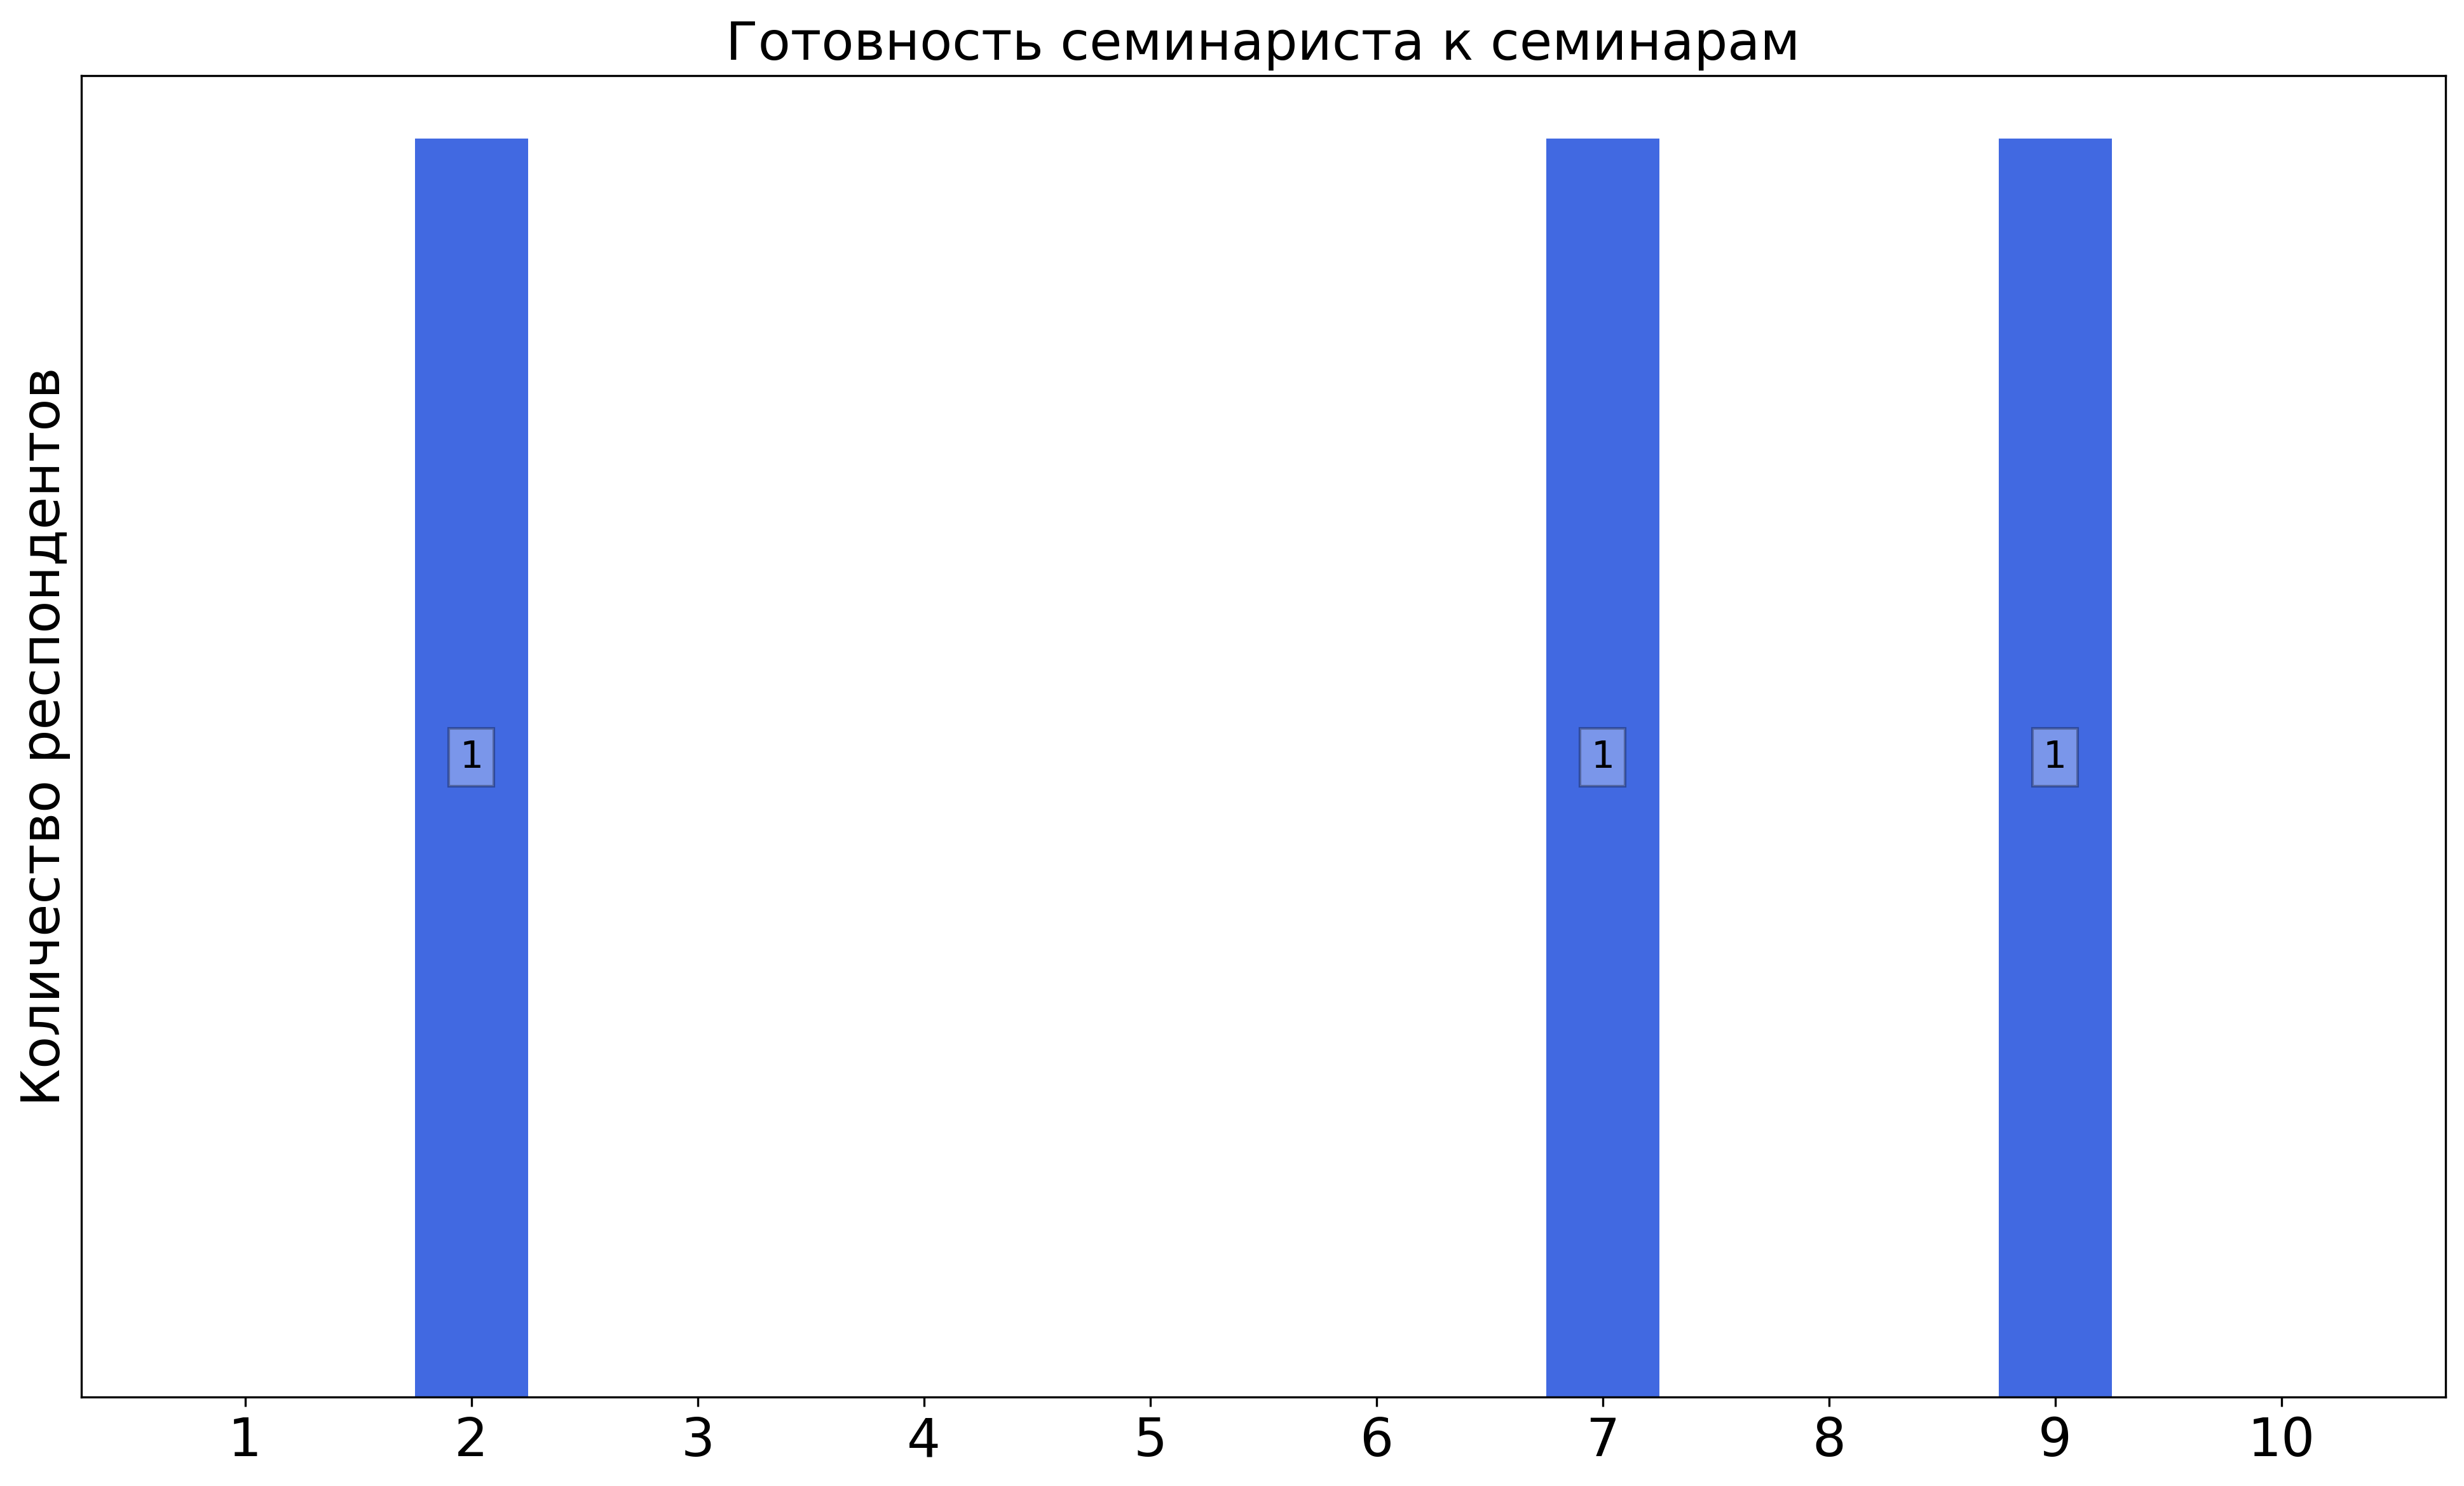 Готовность семинариста к семинарам
Количество респондентов
1 1 1
1 2 3 4 5 6 7 8 9 10